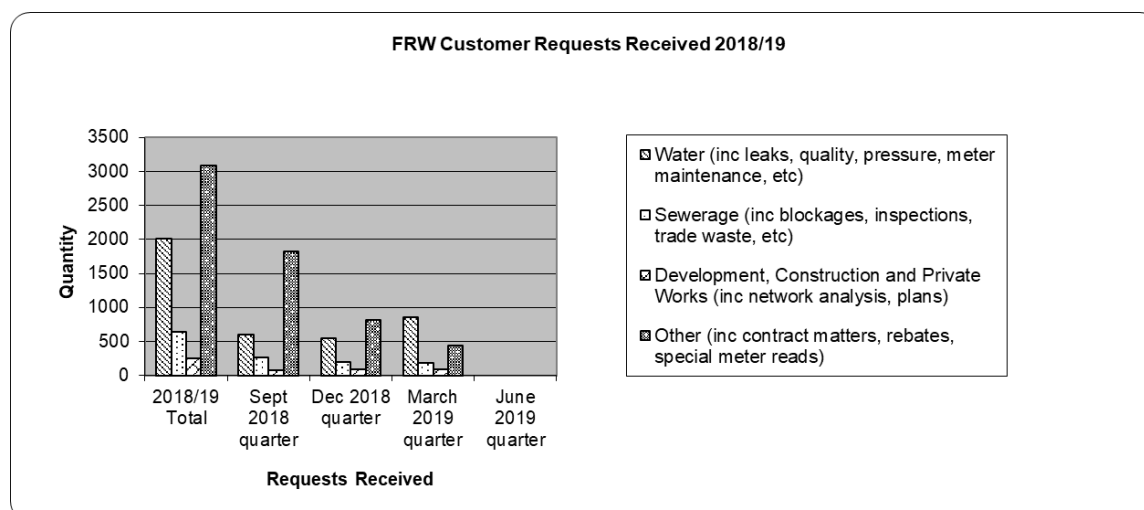 FRW Customer Requests Received 2018/19
Quantity
3500
3000
2500
2000
1500
1000
500
0
2018/19
Total
Sept
2018
quarter
Dec 2018
quarter
March
2019
quarter
June
2019
quarter
Requests Received
Water (inc leaks, quality, pressure, meter
maintenance, etc)
Sewerage (inc blockages, inspections,
trade waste, etc)
Development, Construction and Private
Works (inc network analysis, plans)
Other (inc contract matters, rebates,
special meter reads)